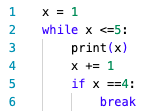 1 x = 1
2 while x <=5:
3     print(x)
4     x += 1
5     if x ==4:
6         break